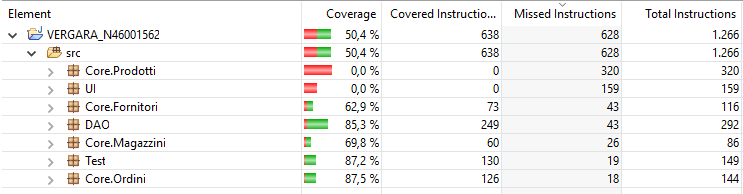 Element Coverage Covered Instructio... Missed Instructions Total Instructions
VERGARA_N46001562 50,4 % 638 628 1.266
src 50,4 % 638 628 1.266
Core.Prodotti 0,0 % 0 320 320
UI 0,0 % 0 159 159
Core.Fornitori 62,9 % 73 43 116
DAO 85,3 % 249 43 292
Core.Magazzini 69,8 % 60 26 86
Test 87,2 % 130 19 149
Core.Ordini 87,5 % 126 18 144